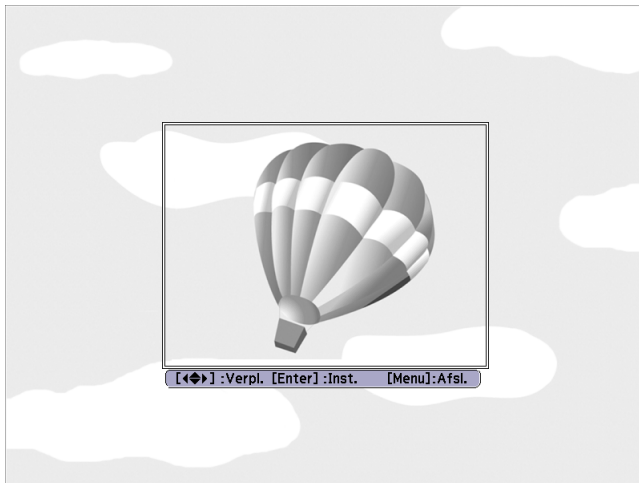 [◀◆▶] :Verpl. [Enter] :Inst. [Menu]:Afsl.